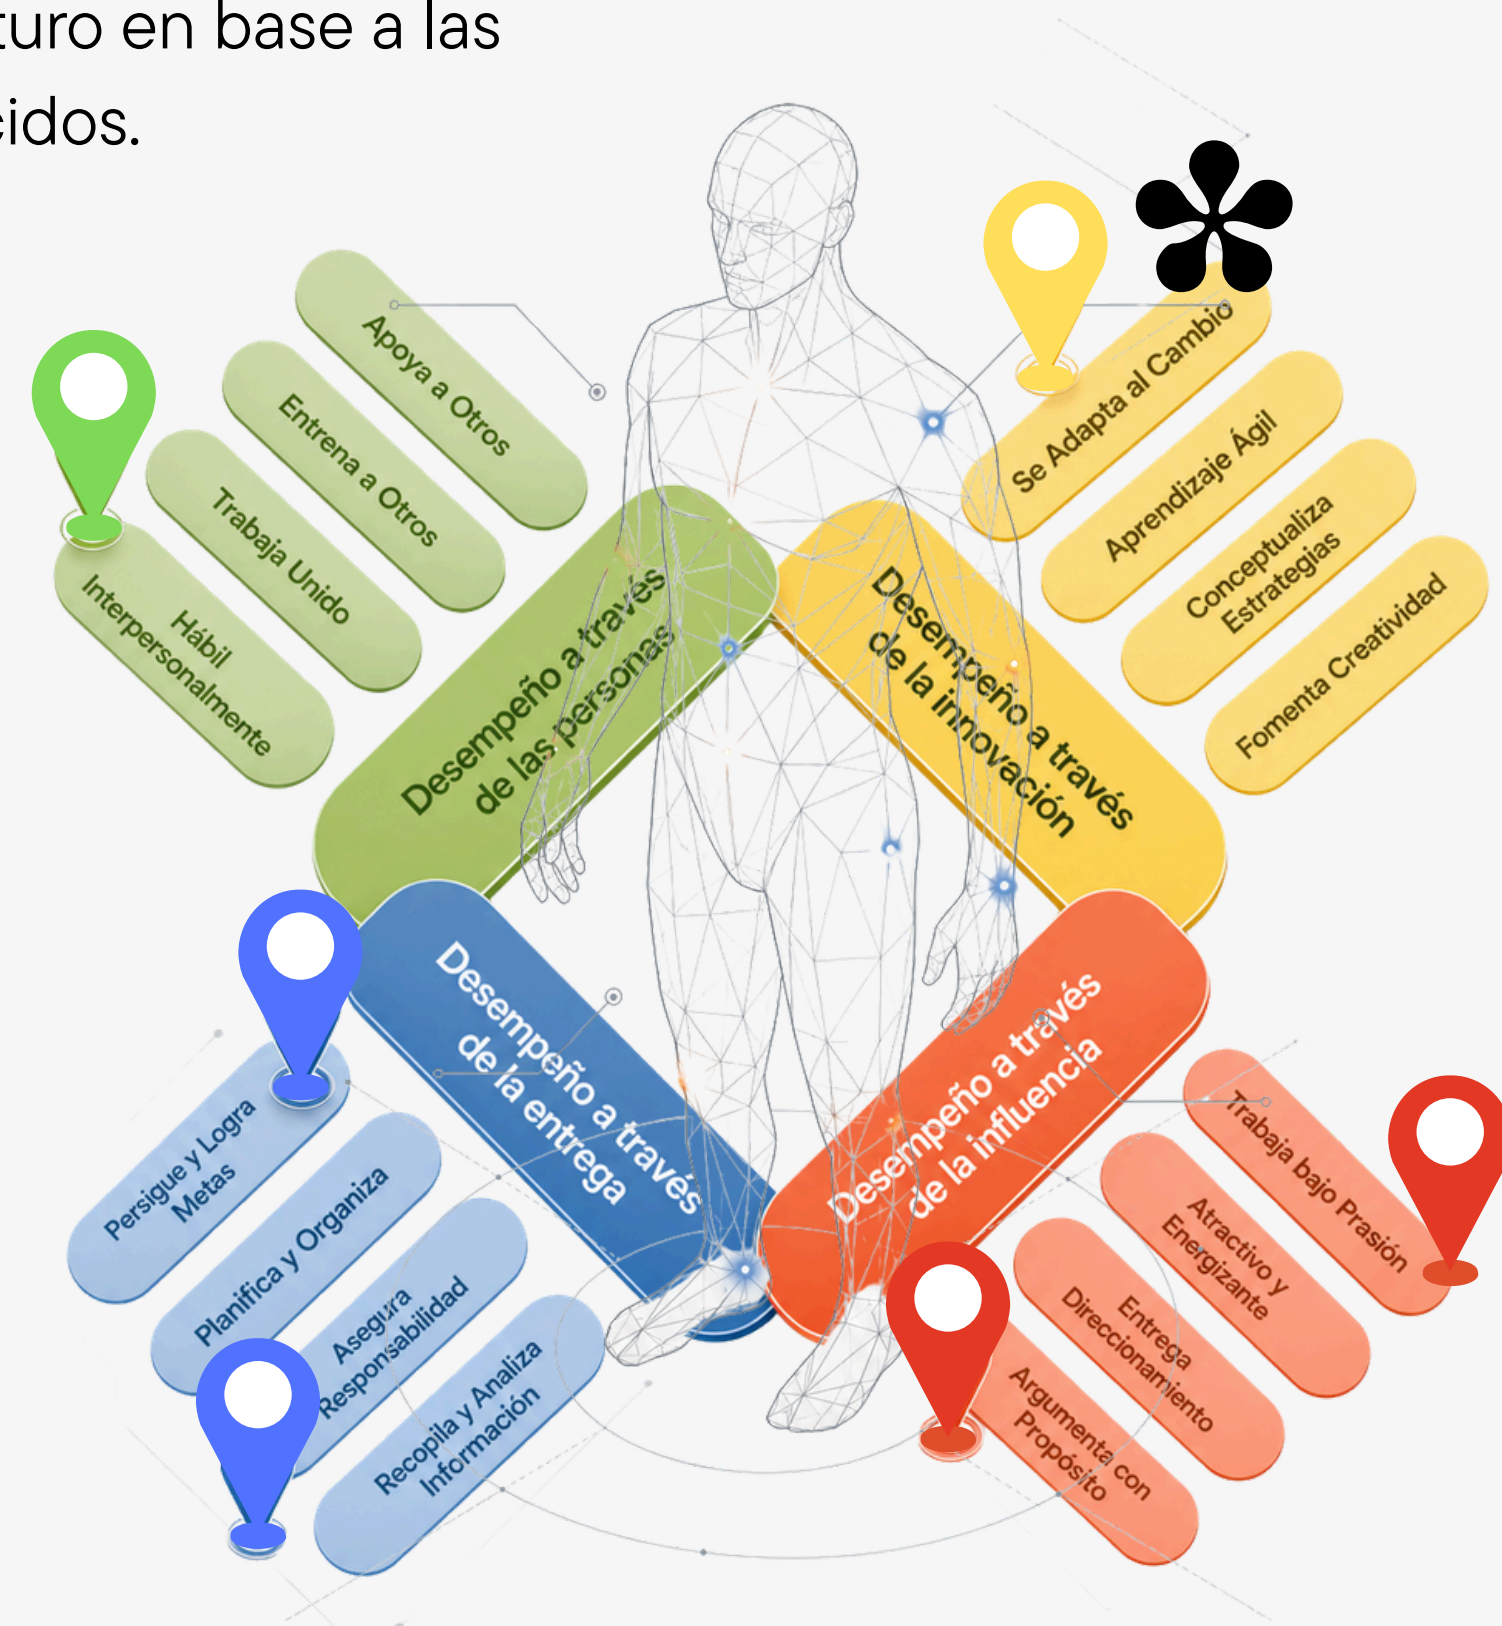 turo en base a las
cidos.
Apoya a Otros
Entrena a Otros
Trabaja Unido
Hábil
Interpersonalmente
Desempeño a través
de las personas
Se Adapta al Cambio
Aprendizaje Ágil
Conceptualiza
Estrategias
Fomenta Creatividad
Desempeño a través
de la innovación
Persigue y Logra
Metas
Planifica y Organiza
Asegura
Responsabilidad
Recopila y Analiza
Información
Desempeño a través
de la entrega
Desempeño a través
de la influencia
Trabaja bajo Prasión
Atractivo y
Energizante
Entrega
Direccionamiento
Argumenta con
Propósito